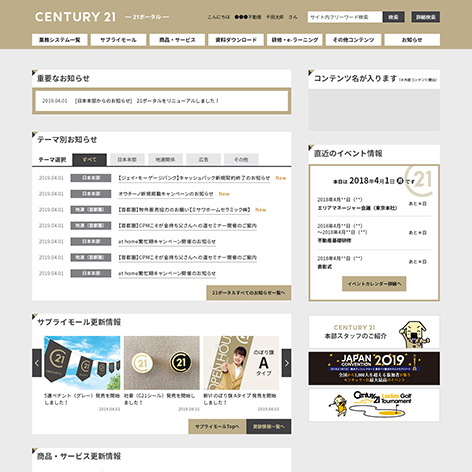 CENTURY 21 ― 21ポータル ―
こんにちは ●●●不動産 千田太郎 さん
サイト内フリーワード検索 検索 詳細検索
業務システム一覧 サプライモール 商品・サービス 資料ダウンロード 研修・e-ラーニング その他コンテンツ お知らせ
重要なお知らせ
2019.04.01 [日本本部からのお知らせ] 21ポータルをリニューアルしました！
テーマ別お知らせ
テーマ選択 すべて 日本本部 地連関係 広告 その他
2019.04.01 日本本部 【ジェイ・モーゲージバンク】キャッシュバック新規契約終了のお知らせ New
2019.04.01 日本本部 オウチーノ新規掲載キャンペーンのお知らせ New
2019.04.01 地連（首都圏） 【首都圏】物件販売協力のお願い【ミサワホームセラミック㈱】 New
2019.04.01 地連（首都圏） 【首都圏】CPMこそが金持ち父さんへの道セミナー開催のご案内
2019.04.01 日本本部 at home繁忙期キャンペーン開催のお知らせ
2019.04.01 地連（首都圏） 【首都圏】CPMこそが金持ち父さんへの道セミナー開催のご案内
2019.04.01 日本本部 at home繁忙期キャンペーン開催のお知らせ
21ポータルすべてのお知らせ一覧へ
サプライモール更新情報
21
21
OPEN HOUSE
のぼり旗
A
タイプ
5連ペナント（グレー）発売を開始しました！
2019.04.01
社章（C21シール）発売を開始しました！
2019.04.01
新VIのぼり旗 Aタイプ 発売を開始しました！
2019.04.01
サプライモールTopへ 更新情報一覧へ
商品・サービス更新情報
コンテンツ名が入ります
直近のイベント情報
本日は 2018年4月1日 月 です
21
2018年4月**日（**）
エリアマネージャー会議（東京本社）
あと＊日
2018年4月**日（**）
～2018年4月**日（**）
不動産基礎研修
あと＊日
2018年4月**日（**）
表彰式
あと＊日
イベントカレンダー詳細へ
CENTURY 21
本部スタッフのご紹介
JAPAN CONVENTION 2019
Century 21 Ladies Golf Tournament